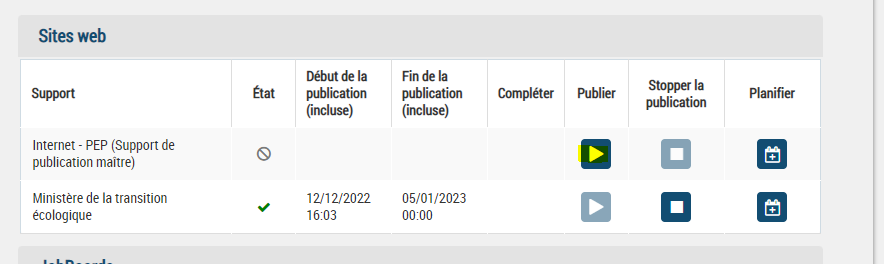 Sites web
Support
État
Début de la
publication
(incluse)
Fin de la
publication
(incluse)
Compléter
Publier
Stopper la
publication
Planifier
Internet - PEP (Support de
publication maître)
Ministère de la transition
écologique
12/12/2022
16:03
05/01/2023
00:00